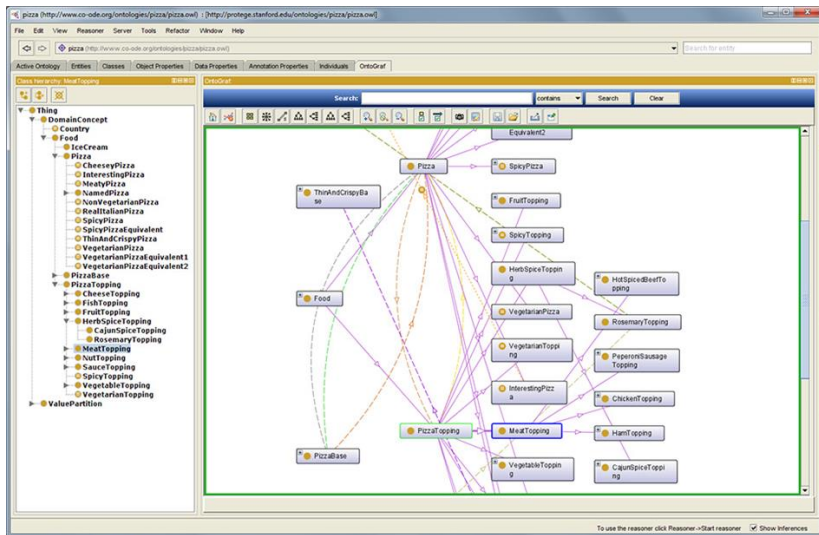 pizza (http://www.co-ode.org/ontologies/pizza/pizza.owl) : [http://protege.stanford.edu/ontologies/pizza/pizza.owl]
File Edit View Reasoner Server Tools Refactor Window Help
pizza (http://www.co-ode.org/ontologies/pizza/pizza.owl)
Search for entity
Active Ontology Entities Classes Object Properties Data Properties Annotation Properties Individuals OntoGraf
Class hierarchy: MeatTopping
OntoGraf
Search: contains Search Clear
Thing
DomainConcept
Country
Food
IceCream
Pizza
CheeseyPizza
InterestingPizza
MeatyPizza
NamedPizza
NonVegetarianPizza
RealItalianPizza
SpicyPizza
SpicyPizzaEquivalent
ThinAndCrispyPizza
VegetarianPizza
VegetarianPizzaEquivalent1
VegetarianPizzaEquivalent2
PizzaBase
PizzaTopping
CheeseTopping
FishTopping
FruitTopping
HerbSpiceTopping
CajunSpiceTopping
RosemaryTopping
MeatTopping
NutTopping
SauceTopping
SpicyTopping
VegetableTopping
VegetarianTopping
ValuePartition
Equivalent2
Pizza
SpicyPizza
ThinAndCrispyBa
se
FruitTopping
SpicyTopping
HerbSpiceToppin
g
HotSpicedBeefTo
pping
Food
VegetarianPizza
RosemaryTopping
VegetarianToppi
ng
PeperoniSausage
Topping
InterestingPizz
a
ChickenTopping
PizzaTopping
MeatTopping
HamTopping
PizzaBase
VegetableToppin
g
CajunSpiceToppi
ng
To use the reasoner click Reasoner->Start reasoner
Show Inferences